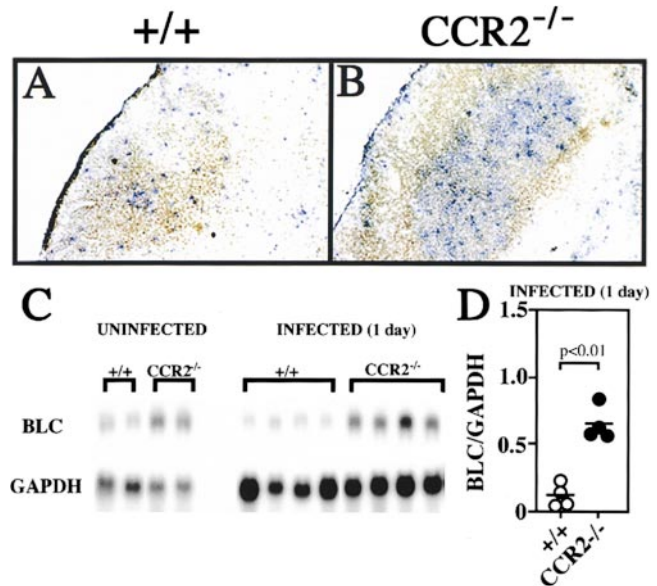 +/+ CCR2-/-
A B
C D
INFECTED (1 day)
UNINFECTED INFECTED (1 day)
+/+ CCR2-/- +/+ CCR2-/-
BLC
GAPDH
BLC/GAPDH
1.5
1.0
0.5
0
p<0.01
+/+
CCR2-/-